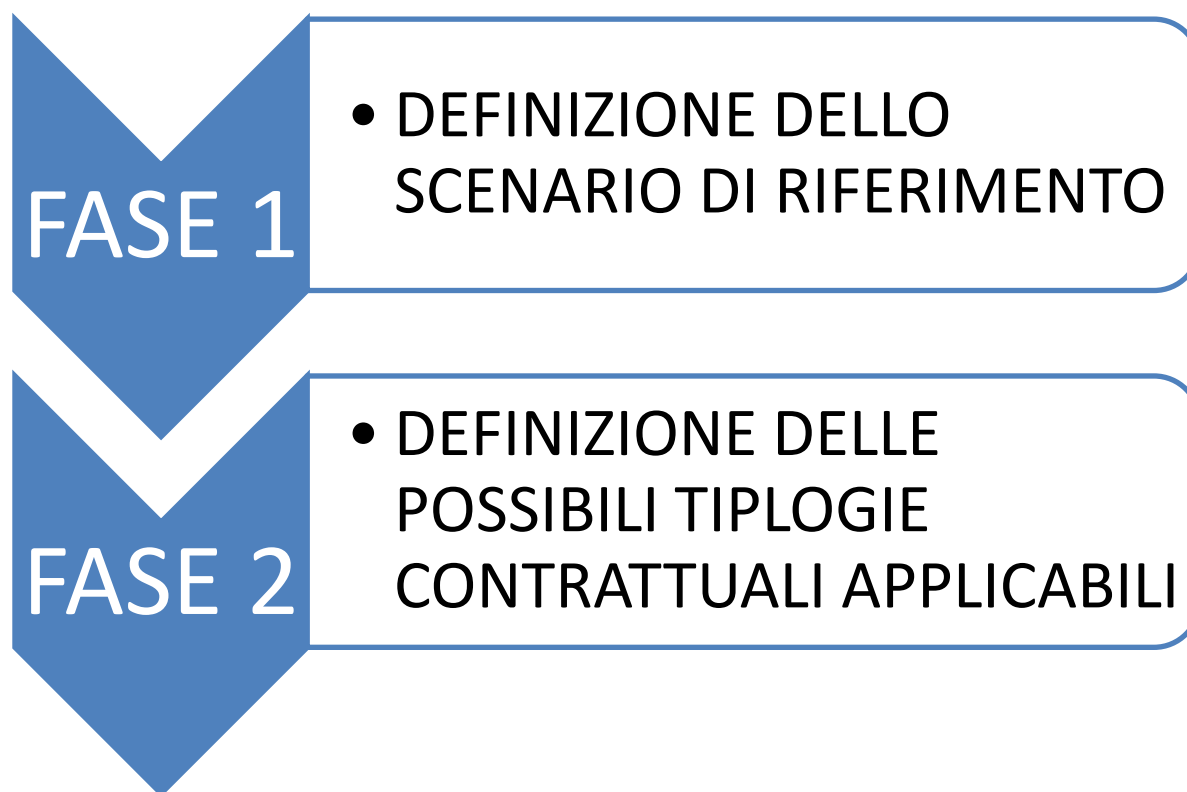 FASE 1
• DEFINIZIONE DELLO
SCENARIO DI RIFERIMENTO
FASE 2
• DEFINIZIONE DELLE
POSSIBILI TIPLOGIE
CONTRATTUALI APPLICABILI